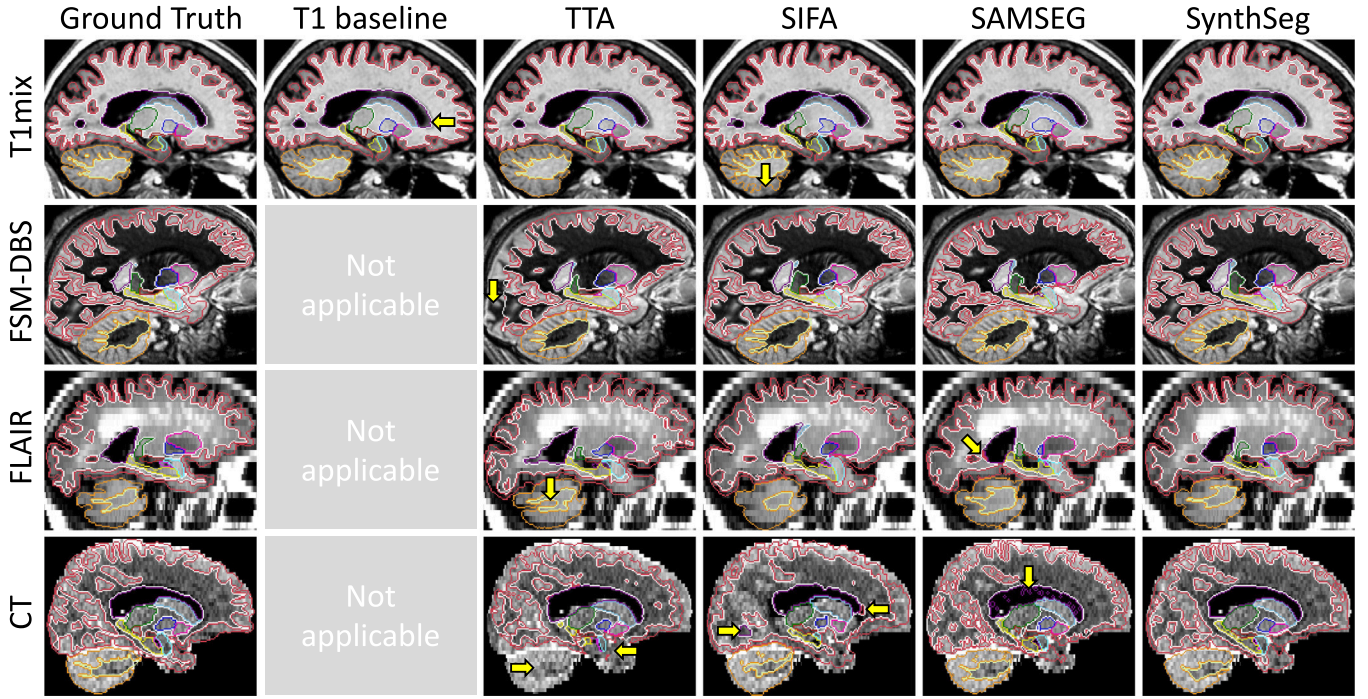 Ground Truth T1 baseline TTA SIFA SAMSEG SynthSeg
T1mix
FSM-DBS
Not
applicable
FLAIR
Not
applicable
CT
Not
applicable